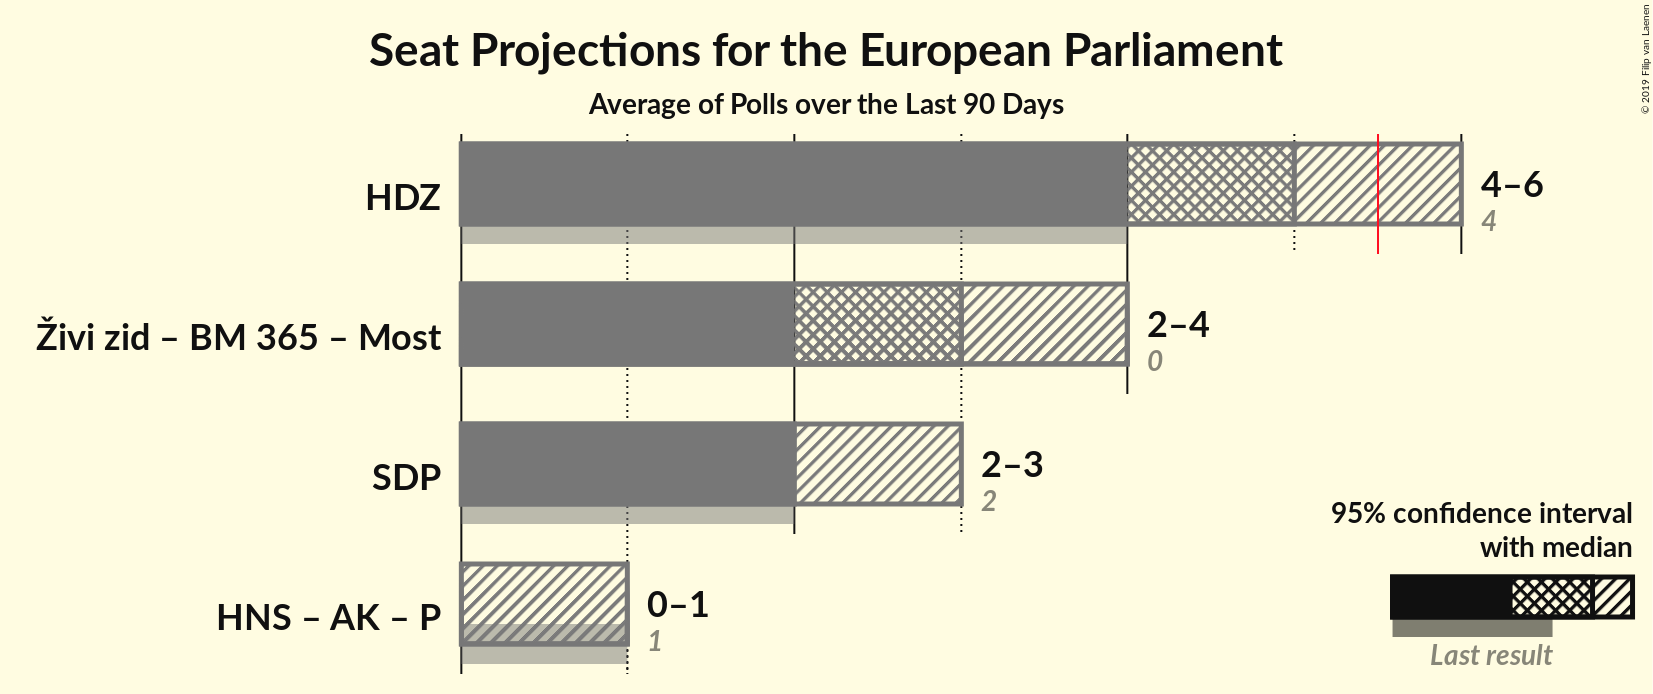 Seat Projections for the European Parliament
Average of Polls over the Last 90 Days
© 2019 Filip van Laenen
HDZ
4–6
4
Živi zid – BM 365 – Most
2–4
0
SDP
2–3
2
HNS – AK – P
0–1
1
95% confidence interval
with median
Last result